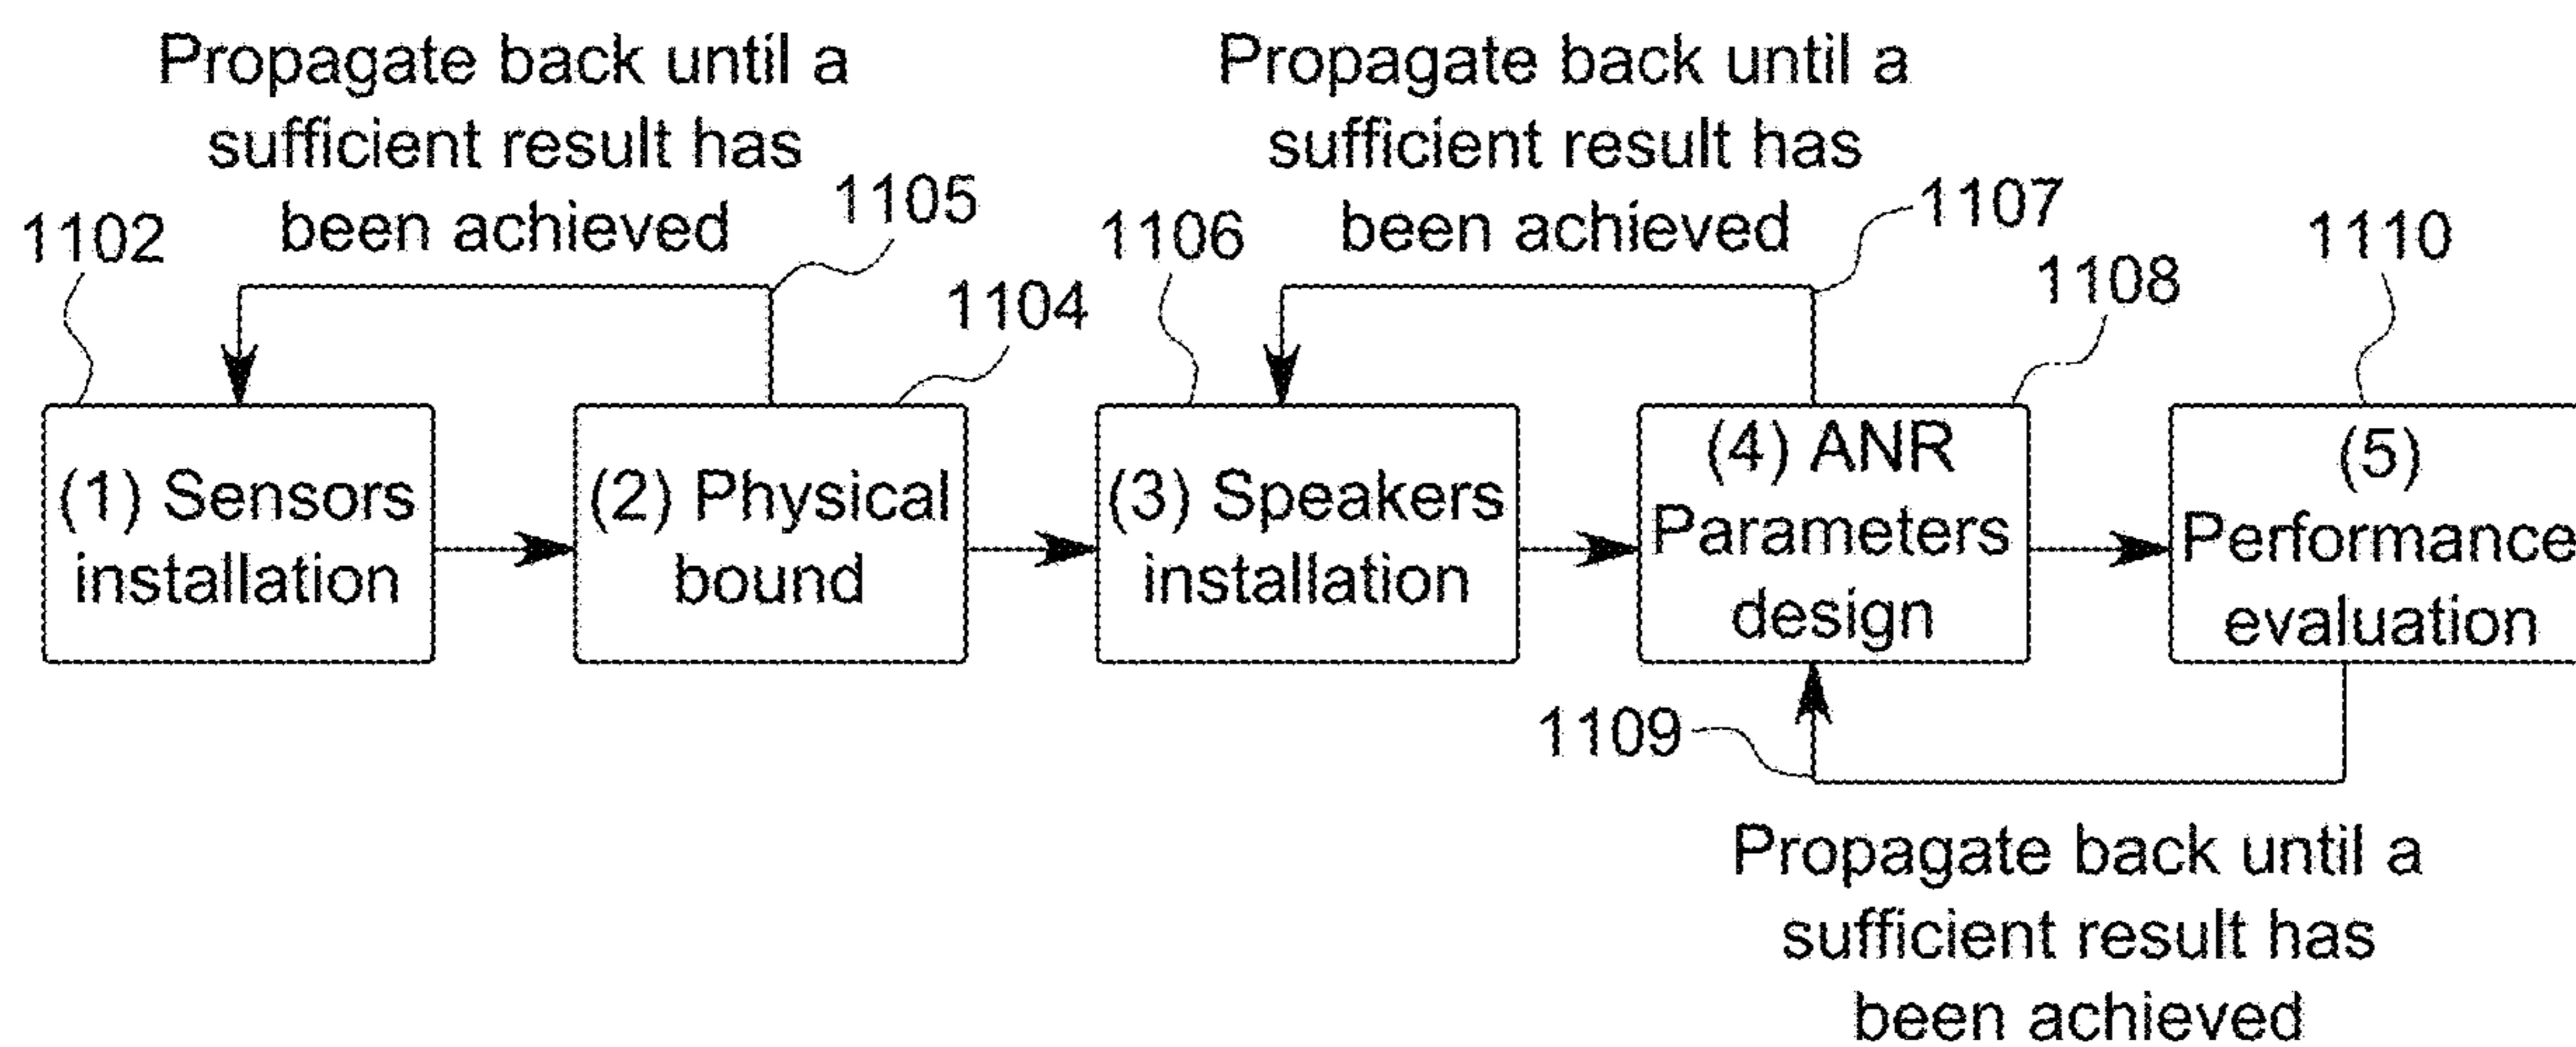 Propagate back until a
sufficient result has
been achieved
Propagate back until a
sufficient result has
been achieved
1102
1105
1104
1106
1107
1108
1110
(1) Sensors
installation
(2) Physical
bound
(3) Speakers
installation
(4) ANR
Parameters
design
(5)
Performance
evaluation
1109
Propagate back until a
sufficient result has
been achieved